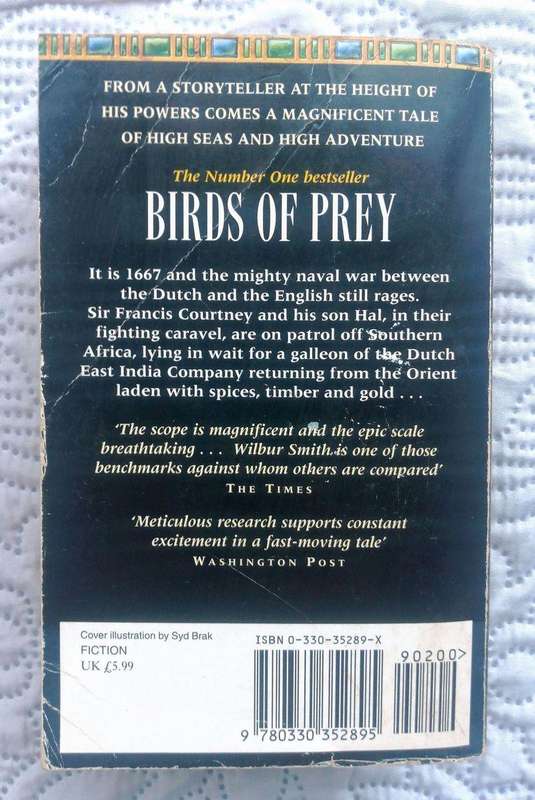 FROM A STORYTELLER AT THE HEIGHT OF
HIS POWERS COMES A MAGNIFICENT TALE
OF HIGH SEAS AND HIGH ADVENTURE
The Number One bestseller
BIRDS OF PREY
It is 1667 and the mighty naval war between
the Dutch and the English still rages.
Sir Francis Courtney and his son Hal, in their
fighting caravel, are on patrol off Southern
Africa, lying in wait for a galleon of the Dutch
East India Company returning from the Orient
laden with spices, timber and gold . . .
‘The scope is magnificent and the epic scale
breathtaking . . . Wilbur Smith is one of those
benchmarks against whom others are compared’
THE TIMES
‘Meticulous research supports constant
excitement in a fast-moving tale’
WASHINGTON POST
Cover illustration by Syd Brak
FICTION
UK £5.99
ISBN 0-330-35289-X
90200>
9 780330 352895